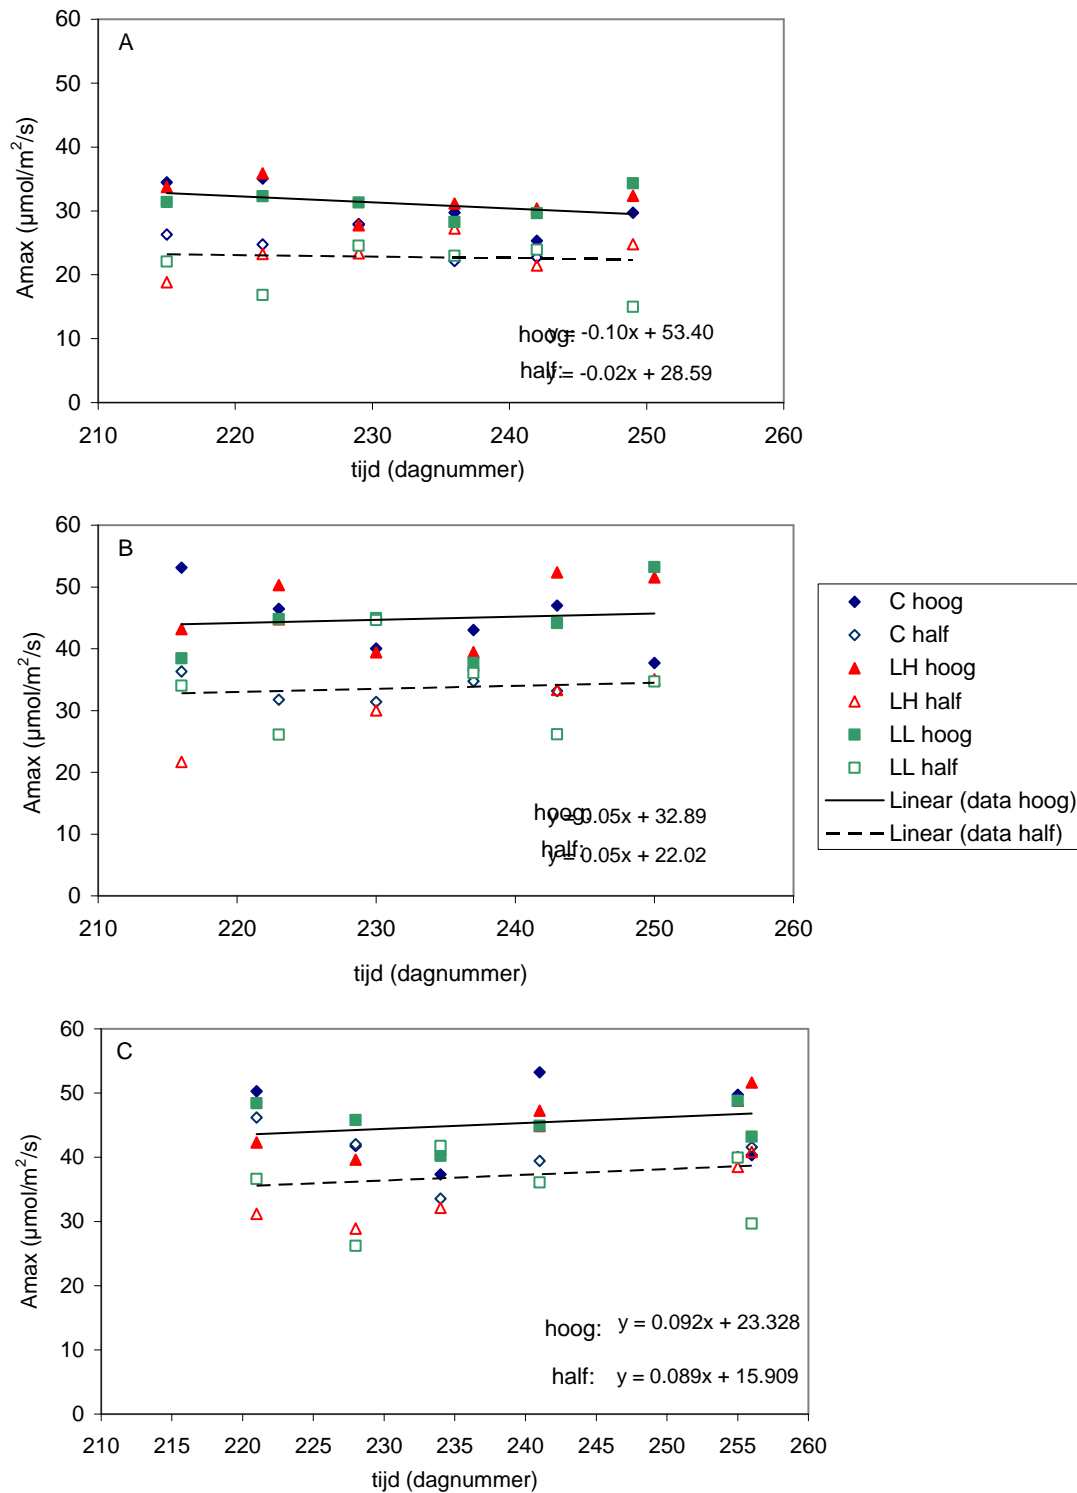 A
60
50
40
30
20
10
0
Amax (µmol/m²/s)
hoog: y = -0.10x + 53.40
half: y = -0.02x + 28.59
210 220 230 240 250 260
tijd (dagnummer)
B
60
50
40
30
20
10
0
Amax (µmol/m²/s)
hoog: y = 0.05x + 32.89
half: y = 0.05x + 22.02
210 220 230 240 250 260
tijd (dagnummer)
C hoog
C half
LH hoog
LH half
LL hoog
LL half
Linear (data hoog)
Linear (data half)
C
60
50
40
30
20
10
0
Amax (µmol/m²/s)
hoog: y = 0.092x + 23.328
half: y = 0.089x + 15.909
210 215 220 225 230 235 240 245 250 255 260
tijd (dagnummer)